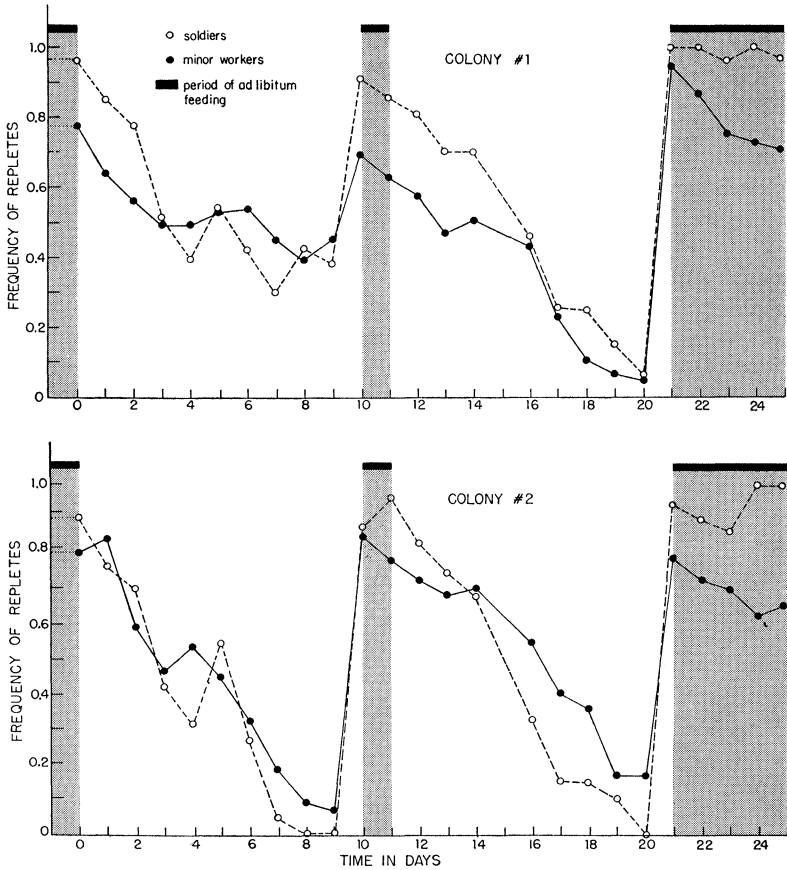 soldiers
minor workers
period of ad libitum
feeding
COLONY #1
FREQUENCY OF REPLETES
1.0
0.8
0.6
0.4
0.2
0
0 2 4 6 8 10 12 14 16 18 20 22 24
COLONY #2
FREQUENCY OF REPLETES
1.0
0.8
0.6
0.4
0.2
0
0 2 4 6 8 10 12 14 16 18 20 22 24
TIME IN DAYS